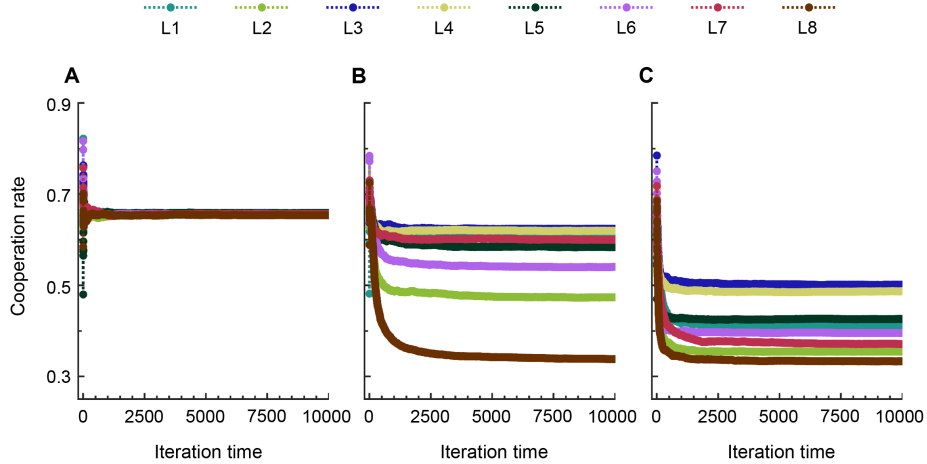 L1 L2 L3 L4 L5 L6 L7 L8
A B C
Cooperation rate
0.9
0.7
0.5
0.3
0 2500 5000 7500 10000 0 2500 5000 7500 10000 0 2500 5000 7500 10000
Iteration time Iteration time Iteration time